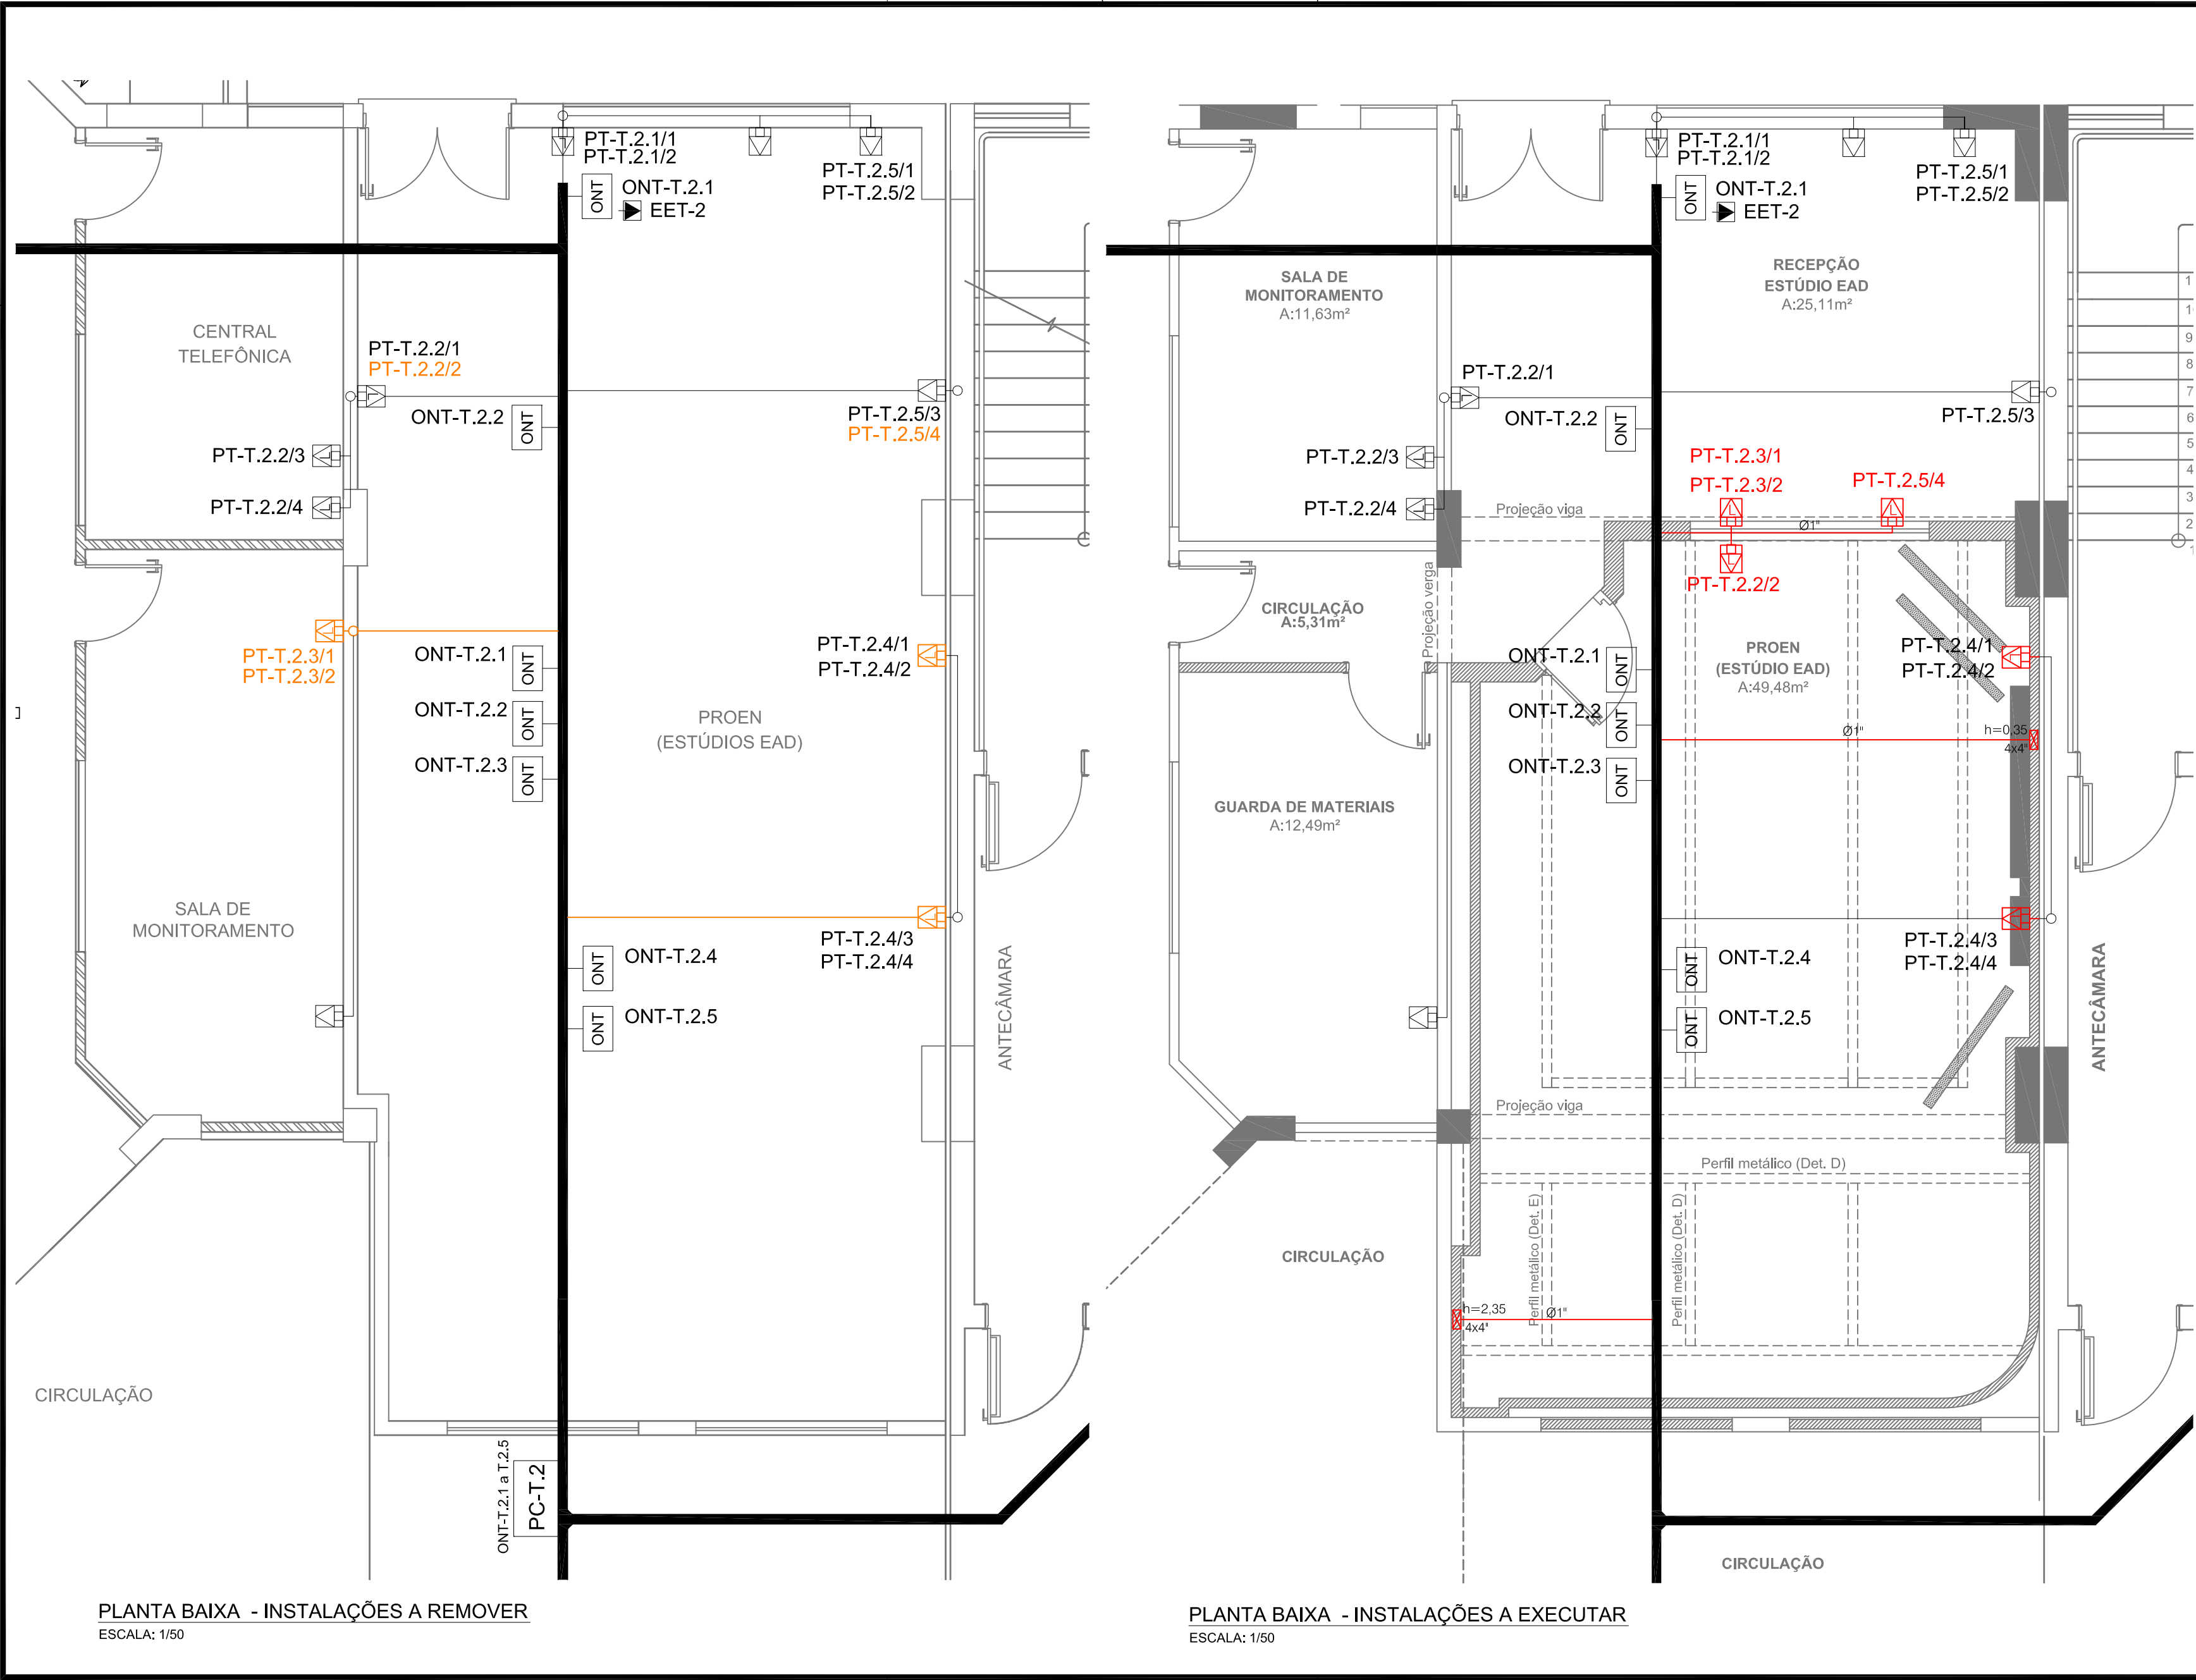 PT-T.2.1/1
PT-T.2.1/2
PT-T.2.5/1
PT-T.2.5/2
ONT
ONT-T.2.1
EET-2
CENTRAL
TELEFÔNICA
PT-T.2.2/1
PT-T.2.2/2
ONT-T.2.2
ONT
PT-T.2.5/3
PT-T.2.5/4
PT-T.2.2/3
PT-T.2.2/4
PT-T.2.3/1
PT-T.2.3/2
ONT-T.2.1
ONT
ONT-T.2.2
ONT
ONT-T.2.3
ONT
PT-T.2.4/1
PT-T.2.4/2
PROEN
(ESTÚDIOS EAD)
SALA DE
MONITORAMENTO
PT-T.2.4/3
PT-T.2.4/4
ONT
ONT-T.2.4
ONT
ONT-T.2.5
ANTECÂMARA
CIRCULAÇÃO
ONT-T.2.1 a T.2.5
PC-T.2
PLANTA BAIXA - INSTALAÇÕES A REMOVER
ESCALA: 1/50
PT-T.2.1/1
PT-T.2.1/2
PT-T.2.5/1
PT-T.2.5/2
ONT
ONT-T.2.1
EET-2
SALA DE
MONITORAMENTO
A:11,63m²
RECEPÇÃO
ESTÚDIO EAD
A:25,11m²
PT-T.2.2/1
ONT-T.2.2
ONT
PT-T.2.5/3
9
8
7
6
5
4
3
2
PT-T.2.2/3
PT-T.2.2/4
PT-T.2.3/1
PT-T.2.3/2
PT-T.2.5/4
Projeção viga
Ø1"
PT-T.2.2/2
Projeção verga
CIRCULAÇÃO
A:5,31m²
ONT-T.2.1
ONT
ONT-T.2.2
ONT
ONT-T.2.3
ONT
PROEN
(ESTÚDIO EAD)
A:49,48m²
PT-T.2.4/1
PT-T.2.4/2
Ø1"
h=0,35
4x4"
GUARDA DE MATERIAIS
A:12,49m²
PT-T.2.4/3
PT-T.2.4/4
ONT
ONT-T.2.4
ONT
ONT-T.2.5
ANTECÂMARA
Projeção viga
Perfil metálico (Det. D)
Perfil metálico (Det. E)
Perfil metálico (Det. D)
CIRCULAÇÃO
h=2,35
4x4"
Ø1"
CIRCULAÇÃO
PLANTA BAIXA - INSTALAÇÕES A EXECUTAR
ESCALA: 1/50